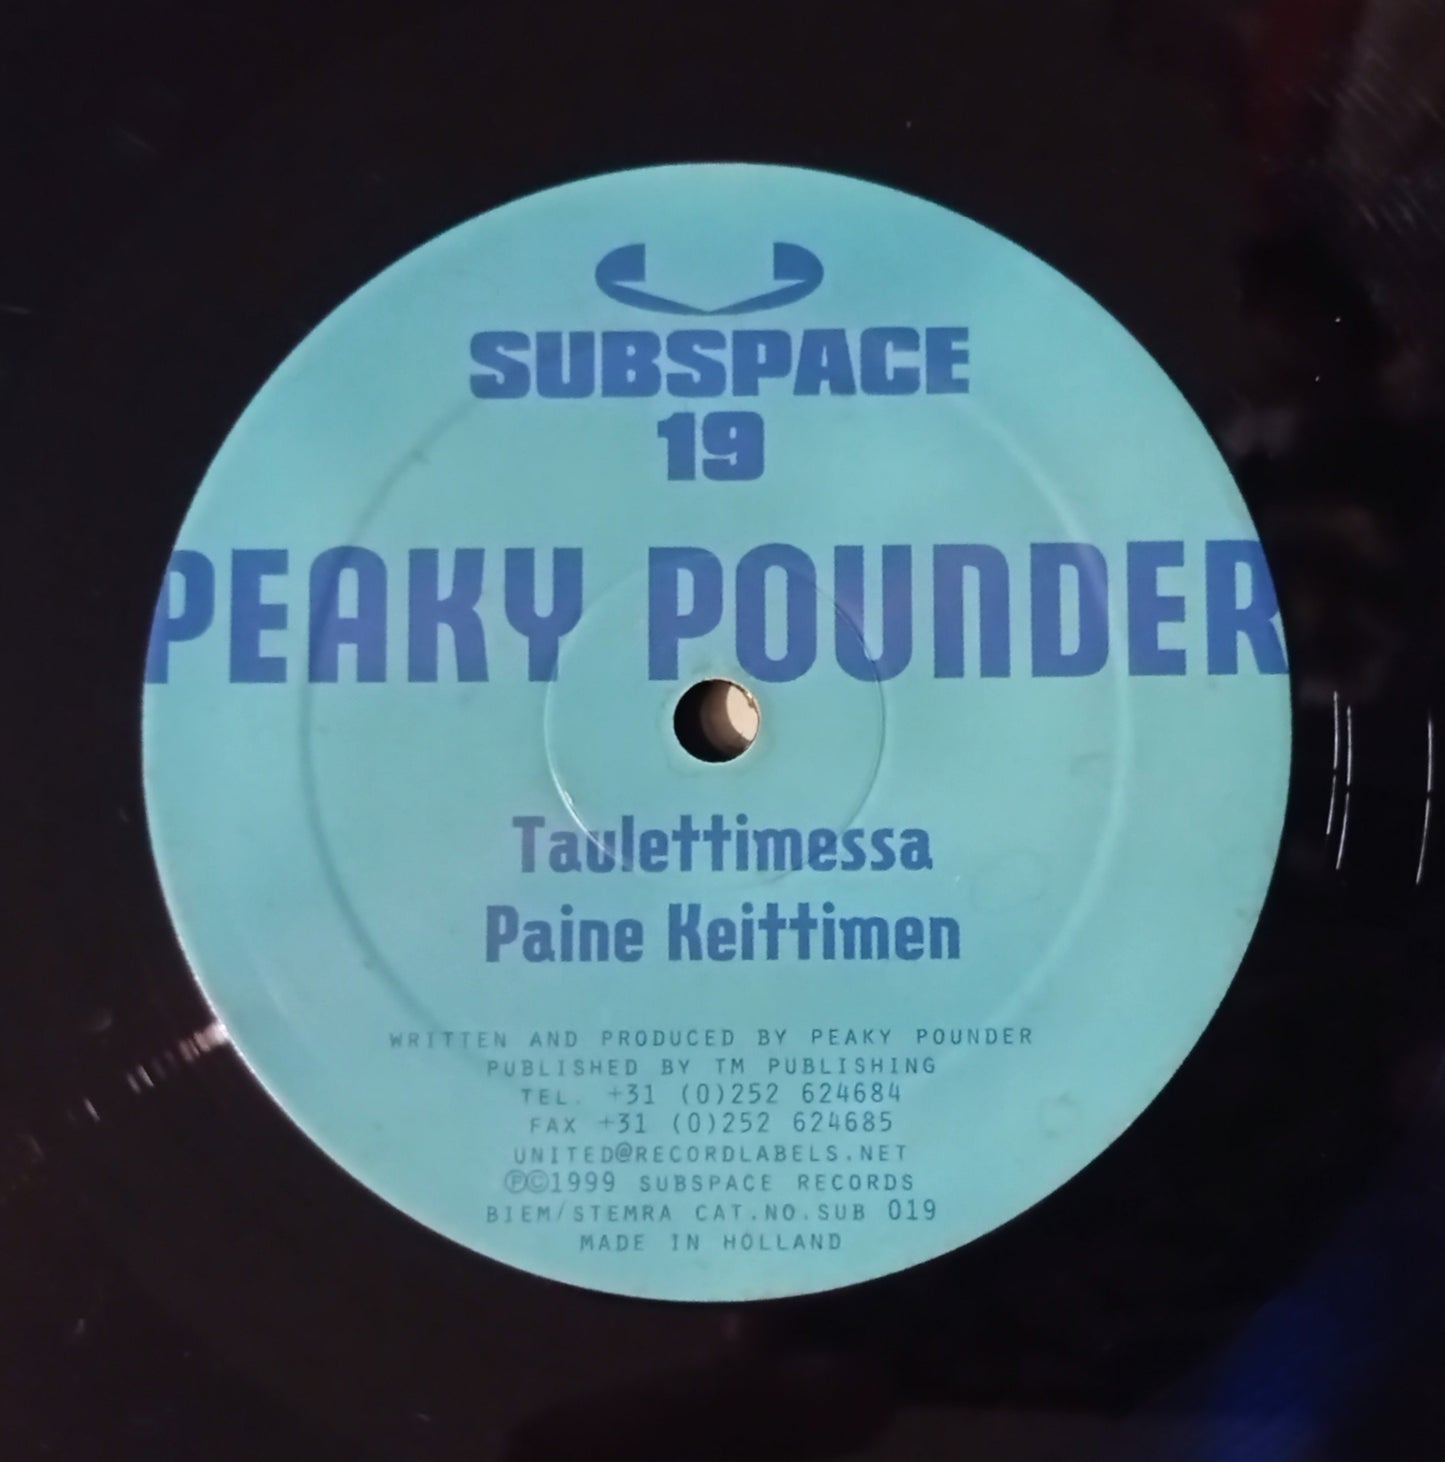 SUBSPACE
19
PEAKY POUNDER
Taulettimessa
Paine Keittimen
WRITTEN AND PRODUCED BY PEAKY POUNDER
PUBLISHED BY TM PUBLISHING
TEL. +31 (0)252 624684
FAX +31 (0)252 624685
UNITED@RECORDLABELS.NET
℗©1999 SUBSPACE RECORDS
BIEM/STEMRA CAT.NO.SUB 019
MADE IN HOLLAND